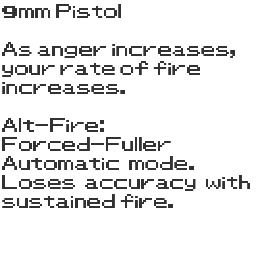 9mm Pistol
As anger increases,
your rate of fire
increases.
Alt-Fire:
Forced-Fuller
Automatic mode.
Loses accuracy with
sustained fire.